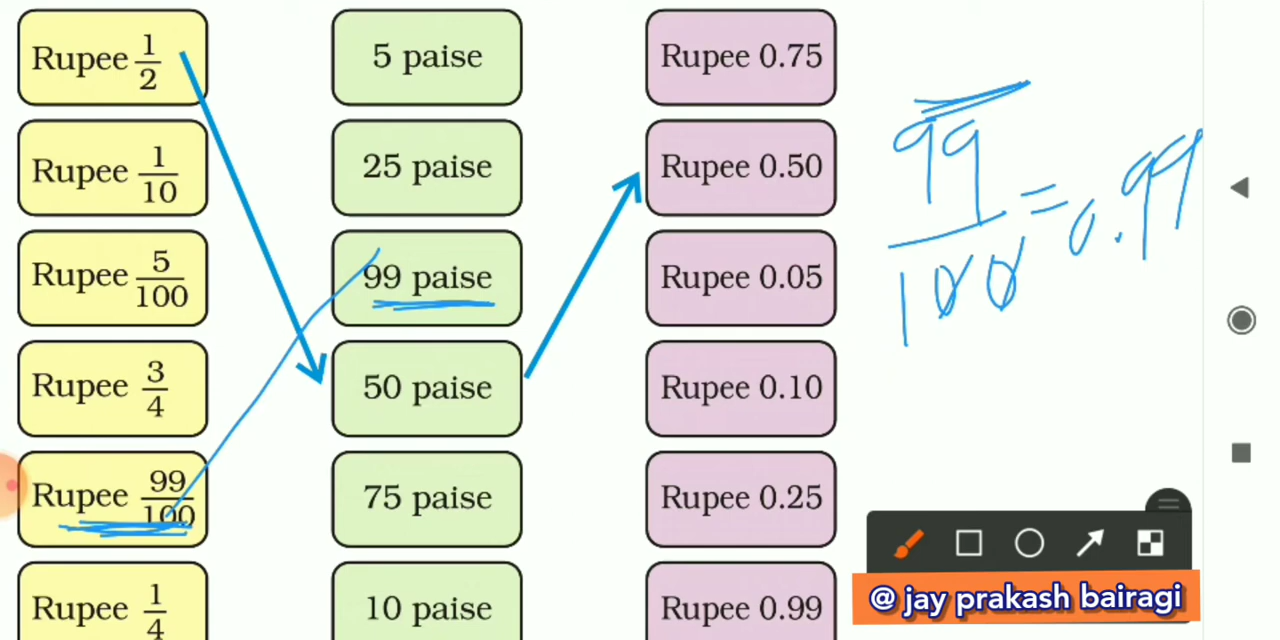 Rupee 1/2
5 paise
Rupee 0.75
Rupee 1/10
25 paise
Rupee 0.50
Rupee 5/100
99 paise
Rupee 0.05
Rupee 3/4
50 paise
Rupee 0.10
Rupee 99/100
75 paise
Rupee 0.25
Rupee 1/4
10 paise
Rupee 0.99
99/100 = 0.99
@ jay prakash bairagi